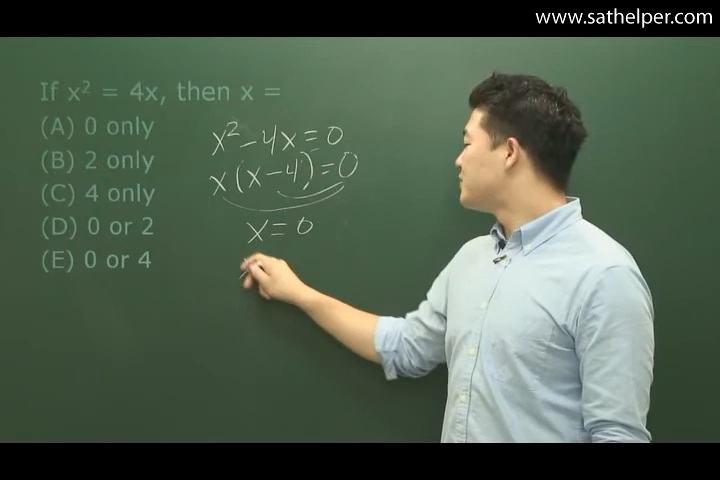 www.sathelper.com
If x² = 4x, then x =
(A) 0 only
(B) 2 only
(C) 4 only
(D) 0 or 2
(E) 0 or 4
x² - 4x = 0
x(x - 4) = 0
x = 0